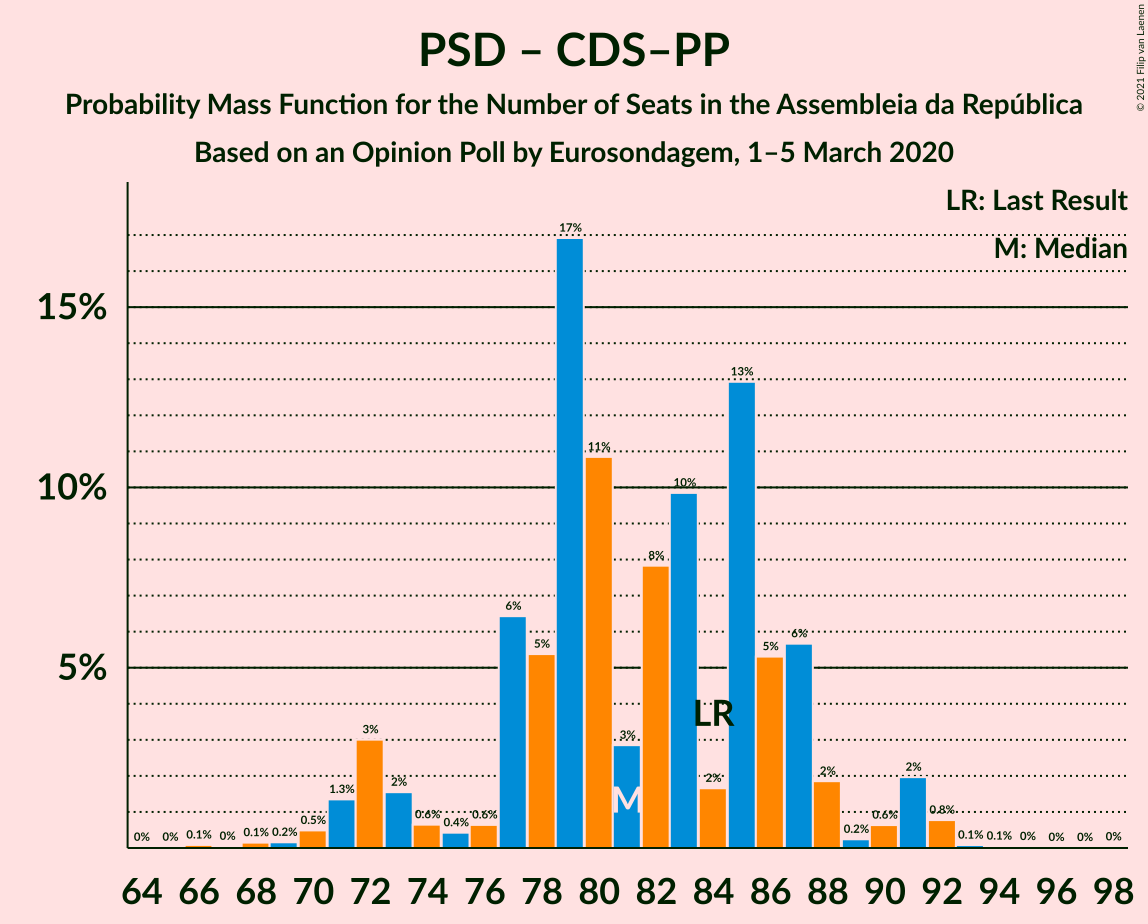 PSD – CDS–PP
Probability Mass Function for the Number of Seats in the Assembleia da República
Based on an Opinion Poll by Eurosondagem, 1–5 March 2020
© 2021 Filip van Laenen
LR: Last Result
M: Median
15%
10%
5%
0% 0% 0.1% 0% 0.1% 0.2% 0.5% 1.3% 3% 2% 0.6% 0.4% 0.6% 6% 5% 17% 11% 3% 8% 10% 2% 13% 5% 6% 2% 0.2% 0.6% 2% 0.8% 0.1% 0.1% 0% 0% 0% 0%
LR
M
64 66 68 70 72 74 76 78 80 82 84 86 88 90 92 94 96 98